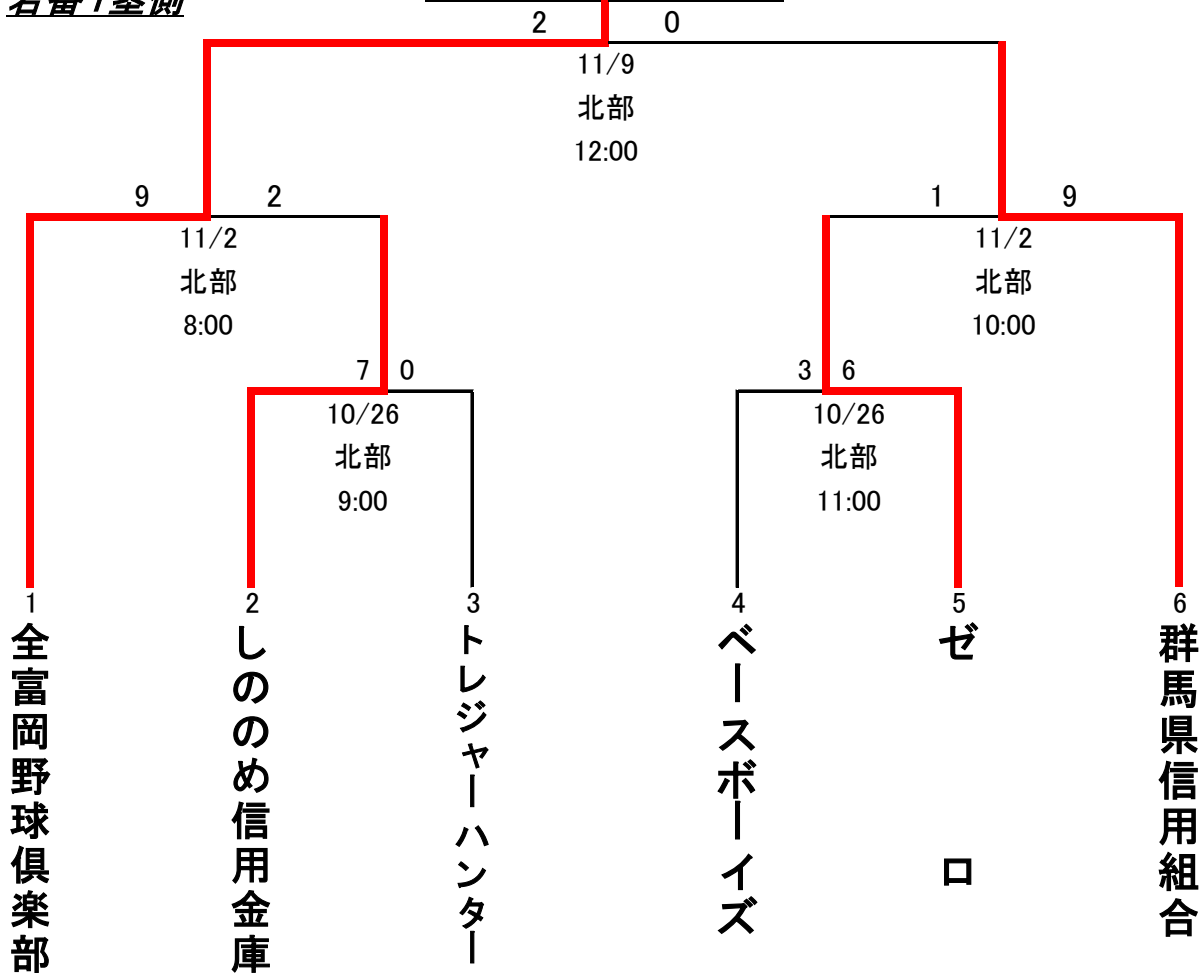 若番1塁側
2 0
11/9
北部
12:00
9 2
11/2
北部
8:00
1 9
11/2
北部
10:00
7 0
10/26
北部
9:00
3 6
10/26
北部
11:00
1
全富岡野球倶楽部
2
しののめ信用金庫
3
トレジャーハンター
4
ベースボーイズ
5
ゼロ
6
群馬県信用組合